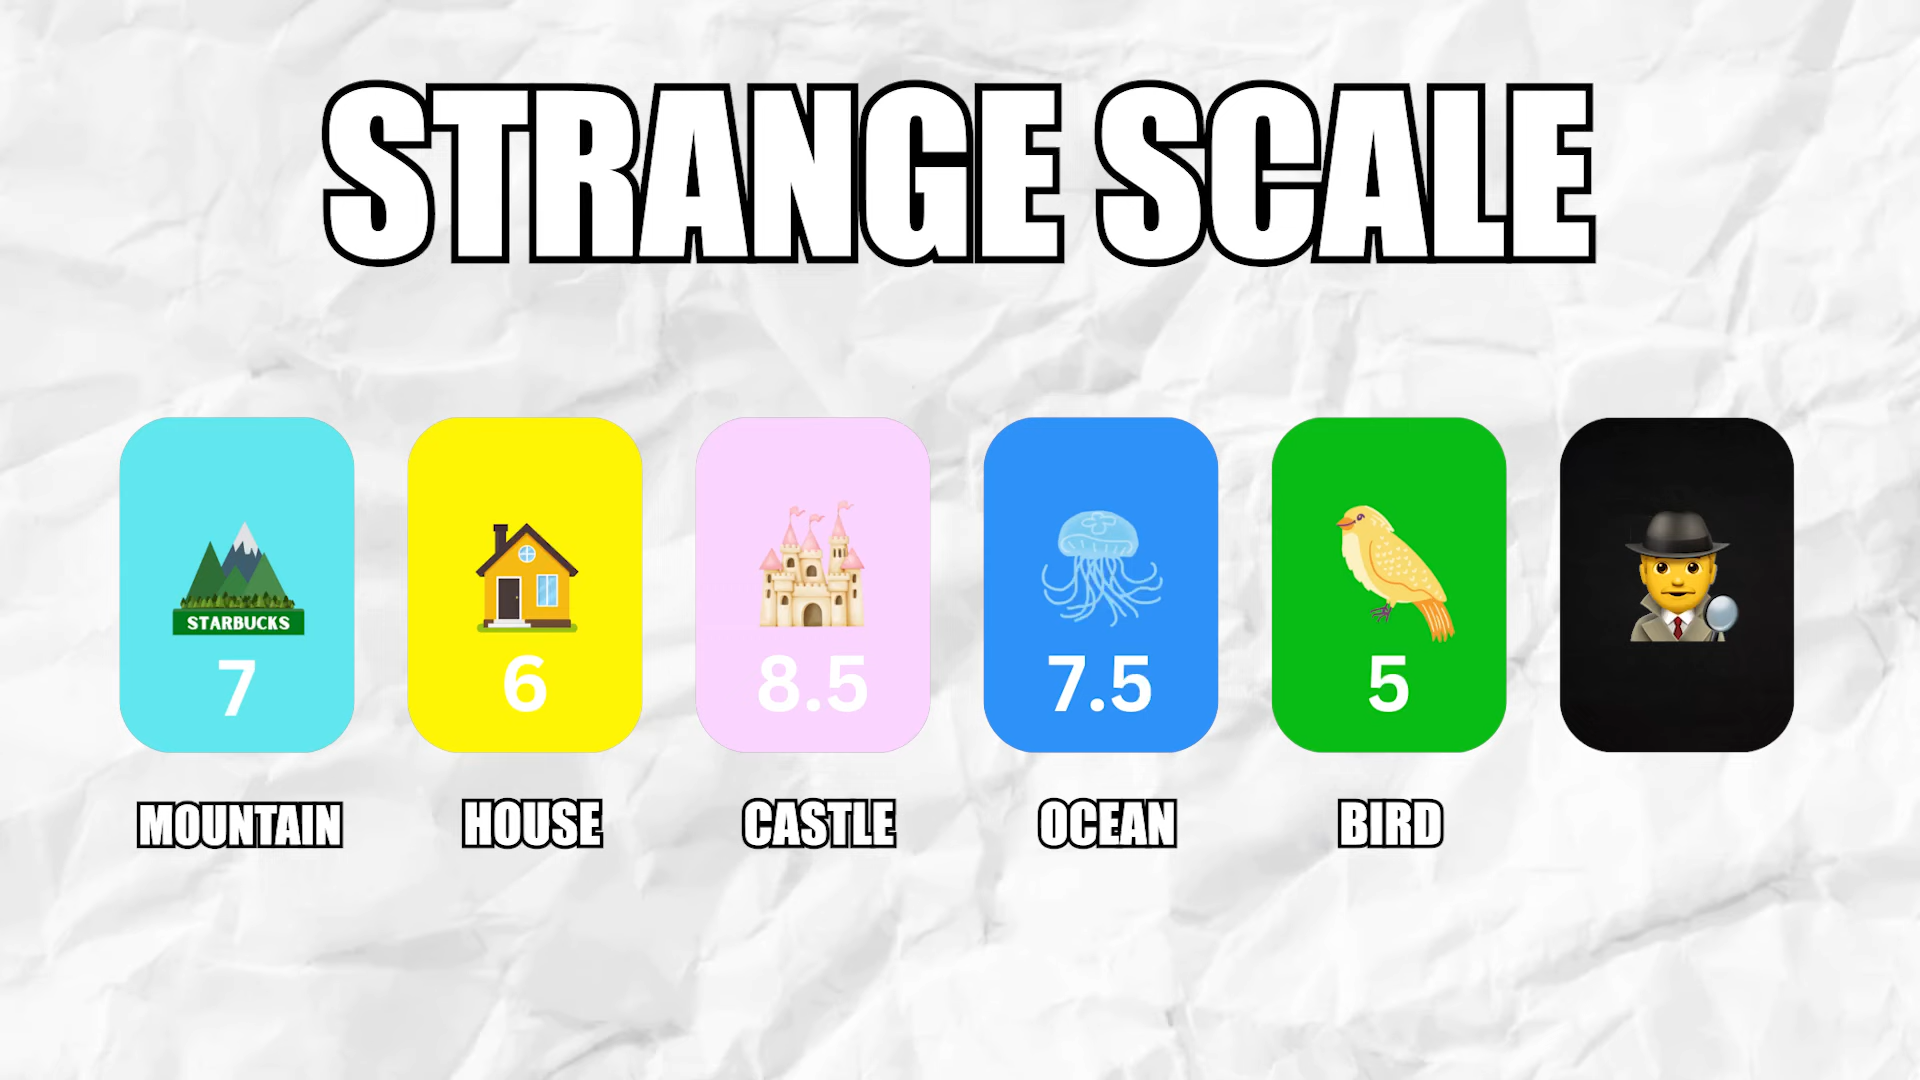 STRANGE SCALE
STARBUCKS
7
6
8.5
7.5
5
MOUNTAIN
HOUSE
CASTLE
OCEAN
BIRD